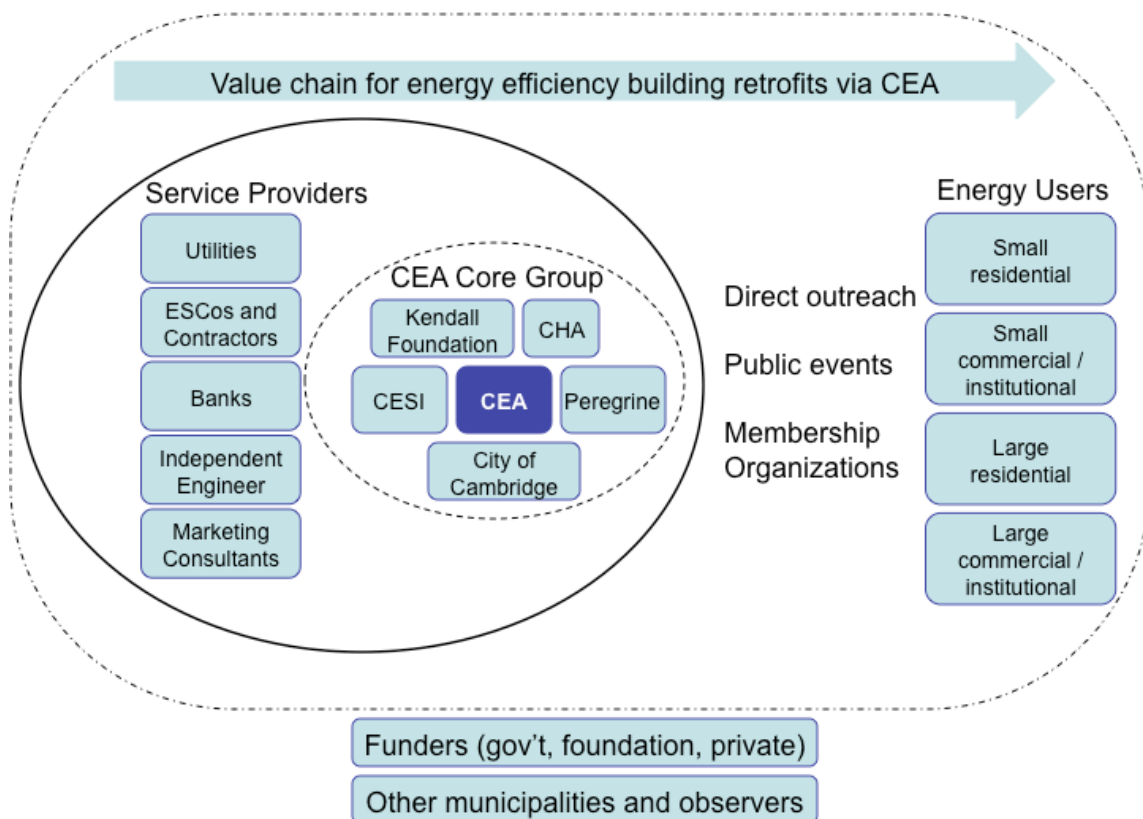 Value chain for energy efficiency building retrofits via CEA
Service Providers
Utilities
ESCos and
Contractors
Banks
Independent
Engineer
Marketing
Consultants
CEA Core Group
Kendall
Foundation
CHA
CESI
CEA
Peregrine
City of
Cambridge
Direct outreach
Public events
Membership
Organizations
Energy Users
Small
residential
Small
commercial /
institutional
Large
residential
Large
commercial /
institutional
Funders (gov't, foundation, private)
Other municipalities and observers